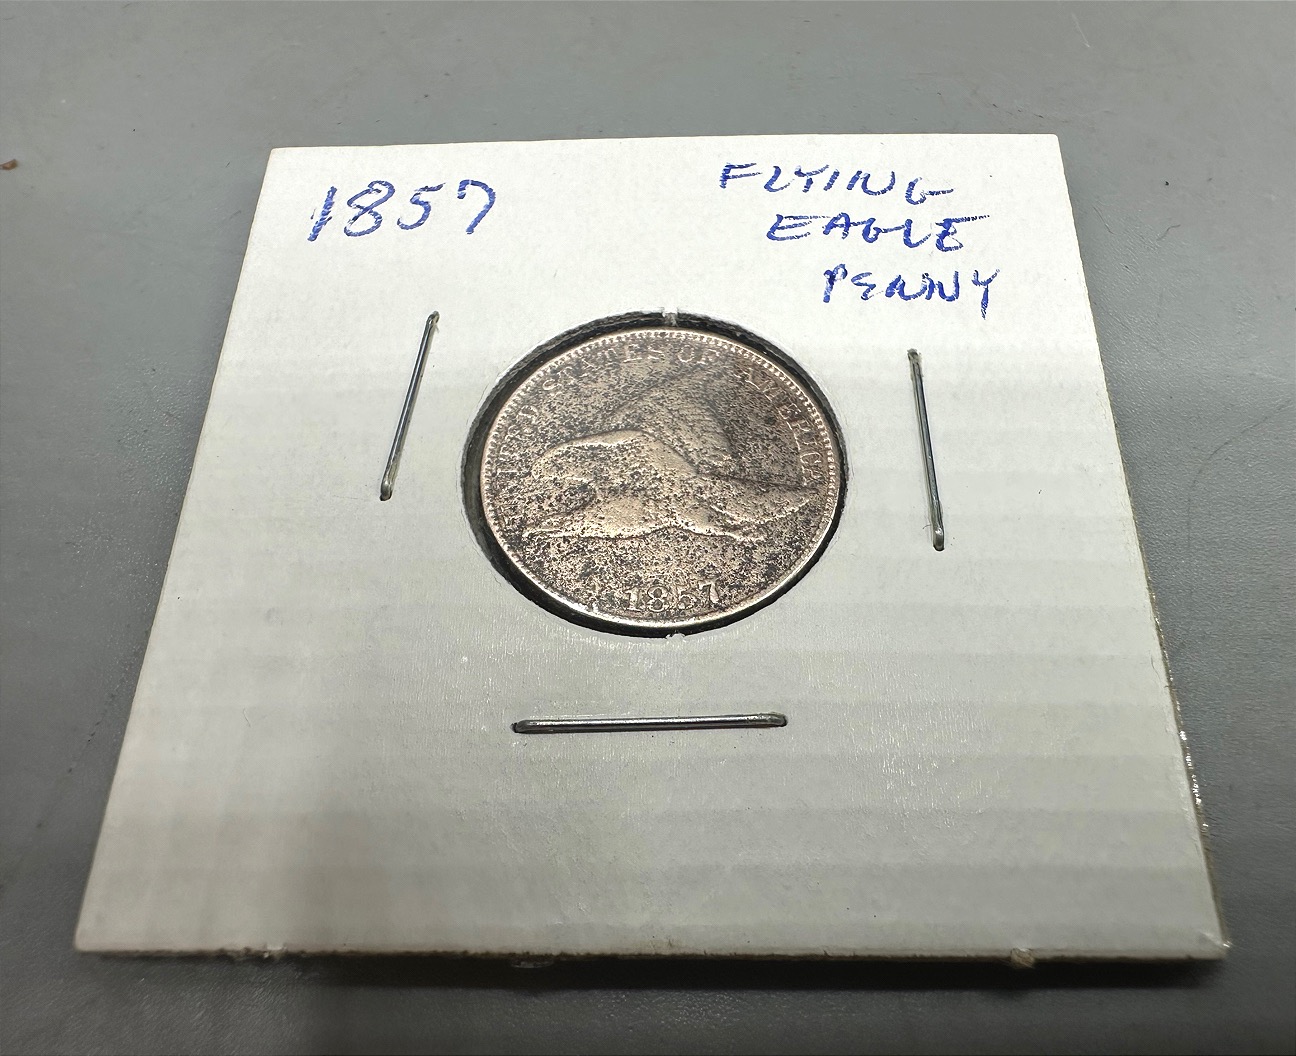 1857
FLYING
EAGLE
PENNY
UNITED STATES OF AMERICA
1857